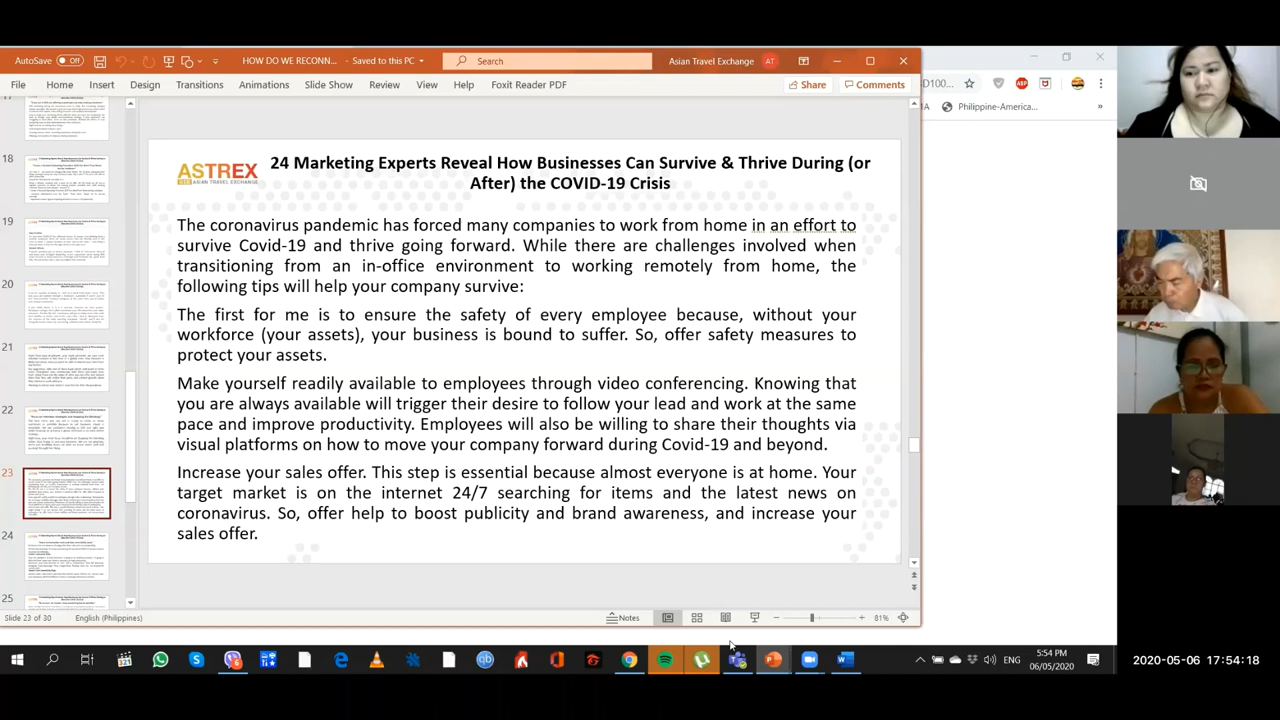 AutoSave Off HOW DO WE RECONN... - Saved to this PC Search Asian Travel Exchange AT
File Home Insert Design Transitions Animations Slide Show Review View Help Foxit Reader PDF Share Comments
Philippine-America... »
18
19
20
21
22
23
24
25
ASTREX
ASIAN TRAVEL EXCHANGE
24 Marketing Experts Reveal How Businesses Can Survive & Thrive During (or
After) the COVID-19 Crisis
The coronavirus pandemic has forced many companies to work from home in an effort to
survive Covid-19 and thrive going forward. While there are challenges involved when
transitioning from an in-office environment to working remotely from home, the
following tips will help your company survive:
The first for me is to ensure the safety of every employee because, without your
workforce (your assets), your business is bound to suffer. So, offer safety measures to
protect your asset.
Make yourself readily available to employees through video conferencing. Knowing that
you are always available will trigger their desire to follow your lead and work at the same
pace and improve productivity. Employees will also be willing to share their thoughts via
visual platforms on how to move your company forward during Covid-19 and beyond.
Increase your sales offer. This step is essential because almost everyone is at home. Your
target market is on the internet 24/7 searching for items and the latest news on
coronavirus. So it will help to boost publicity and brand awareness, and increase your
sales offer.
Slide 23 of 30 English (Philippines) Notes 81%
ENG 5:54 PM
06/05/2020
2020-05-06 17:54:18